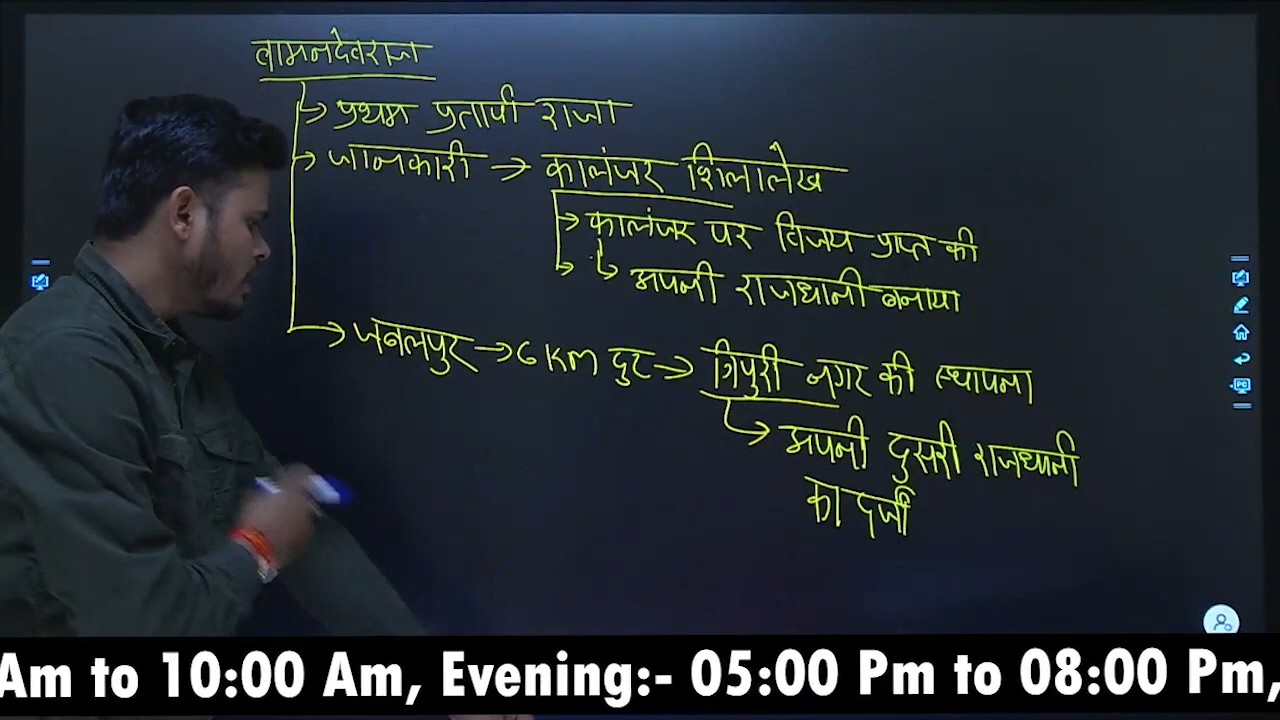 वामनदेवराज
प्रथम प्रतापी राजा
जानकारी → कालंजर शिलालेख
कालंजर पर विजय प्राप्त की
अपनी राजधानी बनाया
जबलपुर → 6 KM दुर → त्रिपुरी नगर की स्थापना
अपनी दुसरी राजधानी
का दर्जा
Am to 10:00 Am, Evening:- 05:00 Pm to 08:00 Pm,